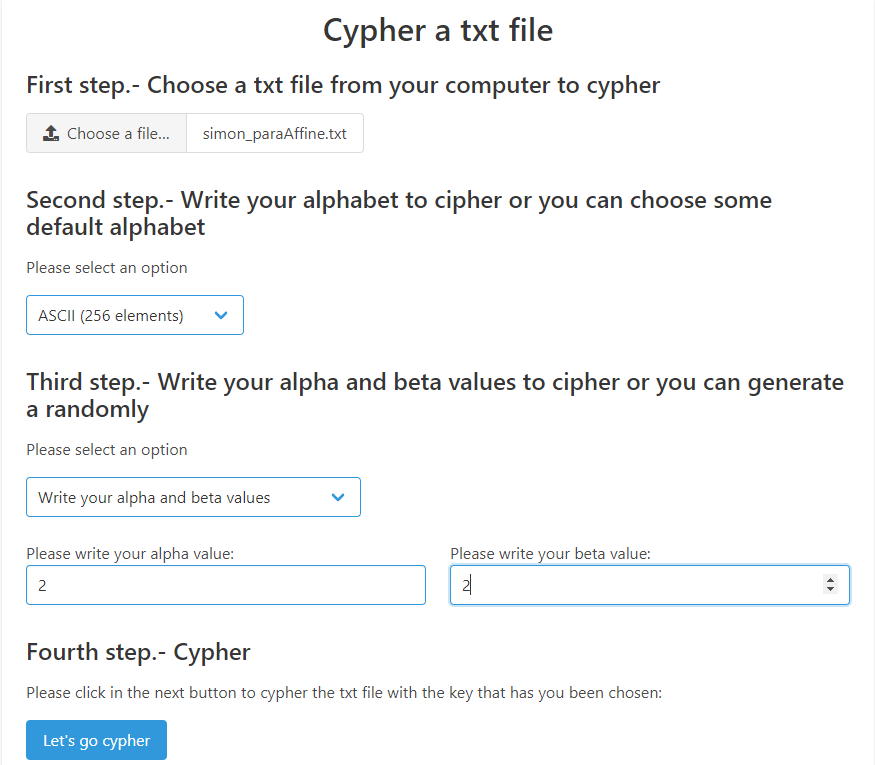 Cypher a txt file
First step.- Choose a txt file from your computer to cypher
Choose a file... simon_paraAffine.txt
Second step.- Write your alphabet to cipher or you can choose some
default alphabet
Please select an option
ASCII (256 elements)
Third step.- Write your alpha and beta values to cipher or you can generate
a randomly
Please select an option
Write your alpha and beta values
Please write your alpha value: Please write your beta value:
2 2
Fourth step.- Cypher
Please click in the next button to cypher the txt file with the key that has you been chosen:
Let's go cypher